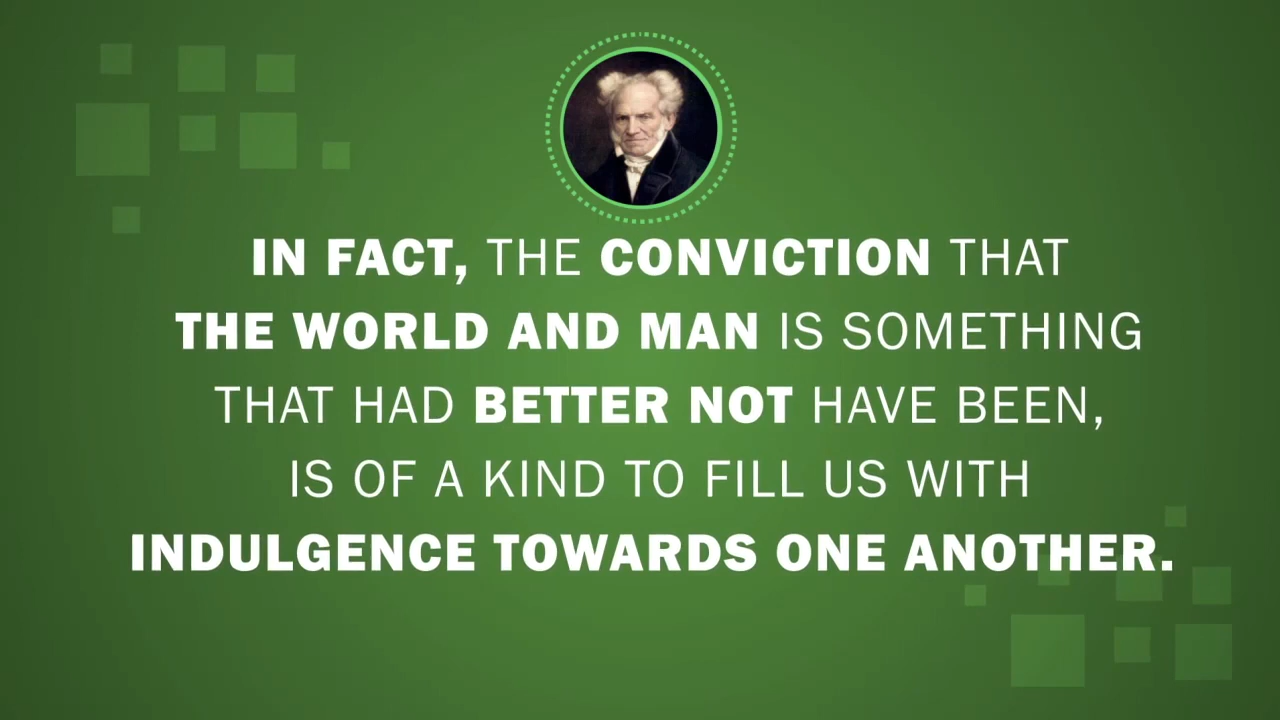 IN FACT, THE CONVICTION THAT
THE WORLD AND MAN IS SOMETHING
THAT HAD BETTER NOT HAVE BEEN,
IS OF A KIND TO FILL US WITH
INDULGENCE TOWARDS ONE ANOTHER.